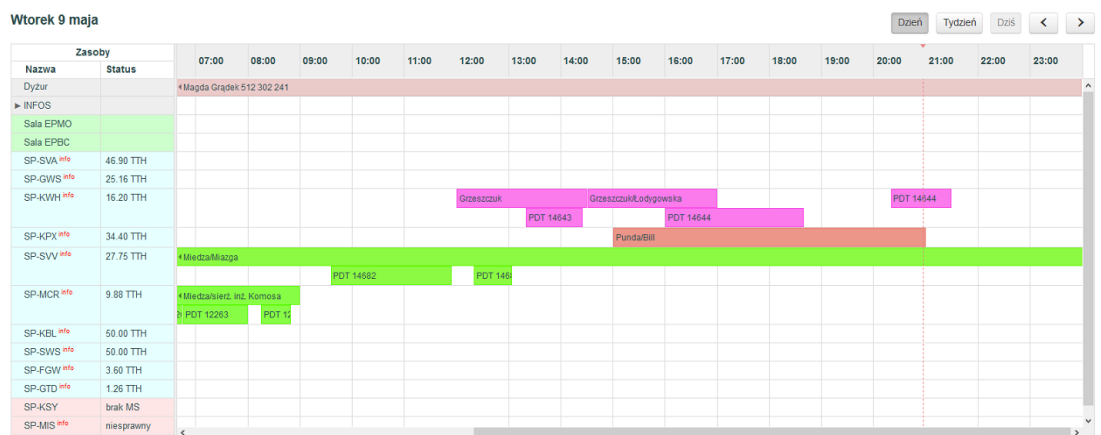 Wtorek 9 maja
Dzień Tydzień Dziś
Zasoby
Nazwa Status
07:00 08:00 09:00 10:00 11:00 12:00 13:00 14:00 15:00 16:00 17:00 18:00 19:00 20:00 21:00 22:00 23:00
Dyżur Magda Grądek 512 302 241
INFOS
Sala EPMO
Sala EPBC
SP-SVA info 46.90 TTH
SP-GWS info 25.16 TTH
SP-KWH info 16.20 TTH Grzeszczuk Grzeszczuk/Łodygowska PDT 14644
PDT 14643 PDT 14644
SP-KPX info 34.40 TTH Punda/Bill
SP-SVV info 27.75 TTH Miedza/Miazga
PDT 14682 PDT 1468
SP-MCR info 9.88 TTH Miedza/sierż. inż. Komosa
PDT 12263 PDT 12
SP-KBL info 50.00 TTH
SP-SWS info 50.00 TTH
SP-FGW info 3.60 TTH
SP-GTD info 1.26 TTH
SP-KSY brak MS
SP-MIS info niesprawny